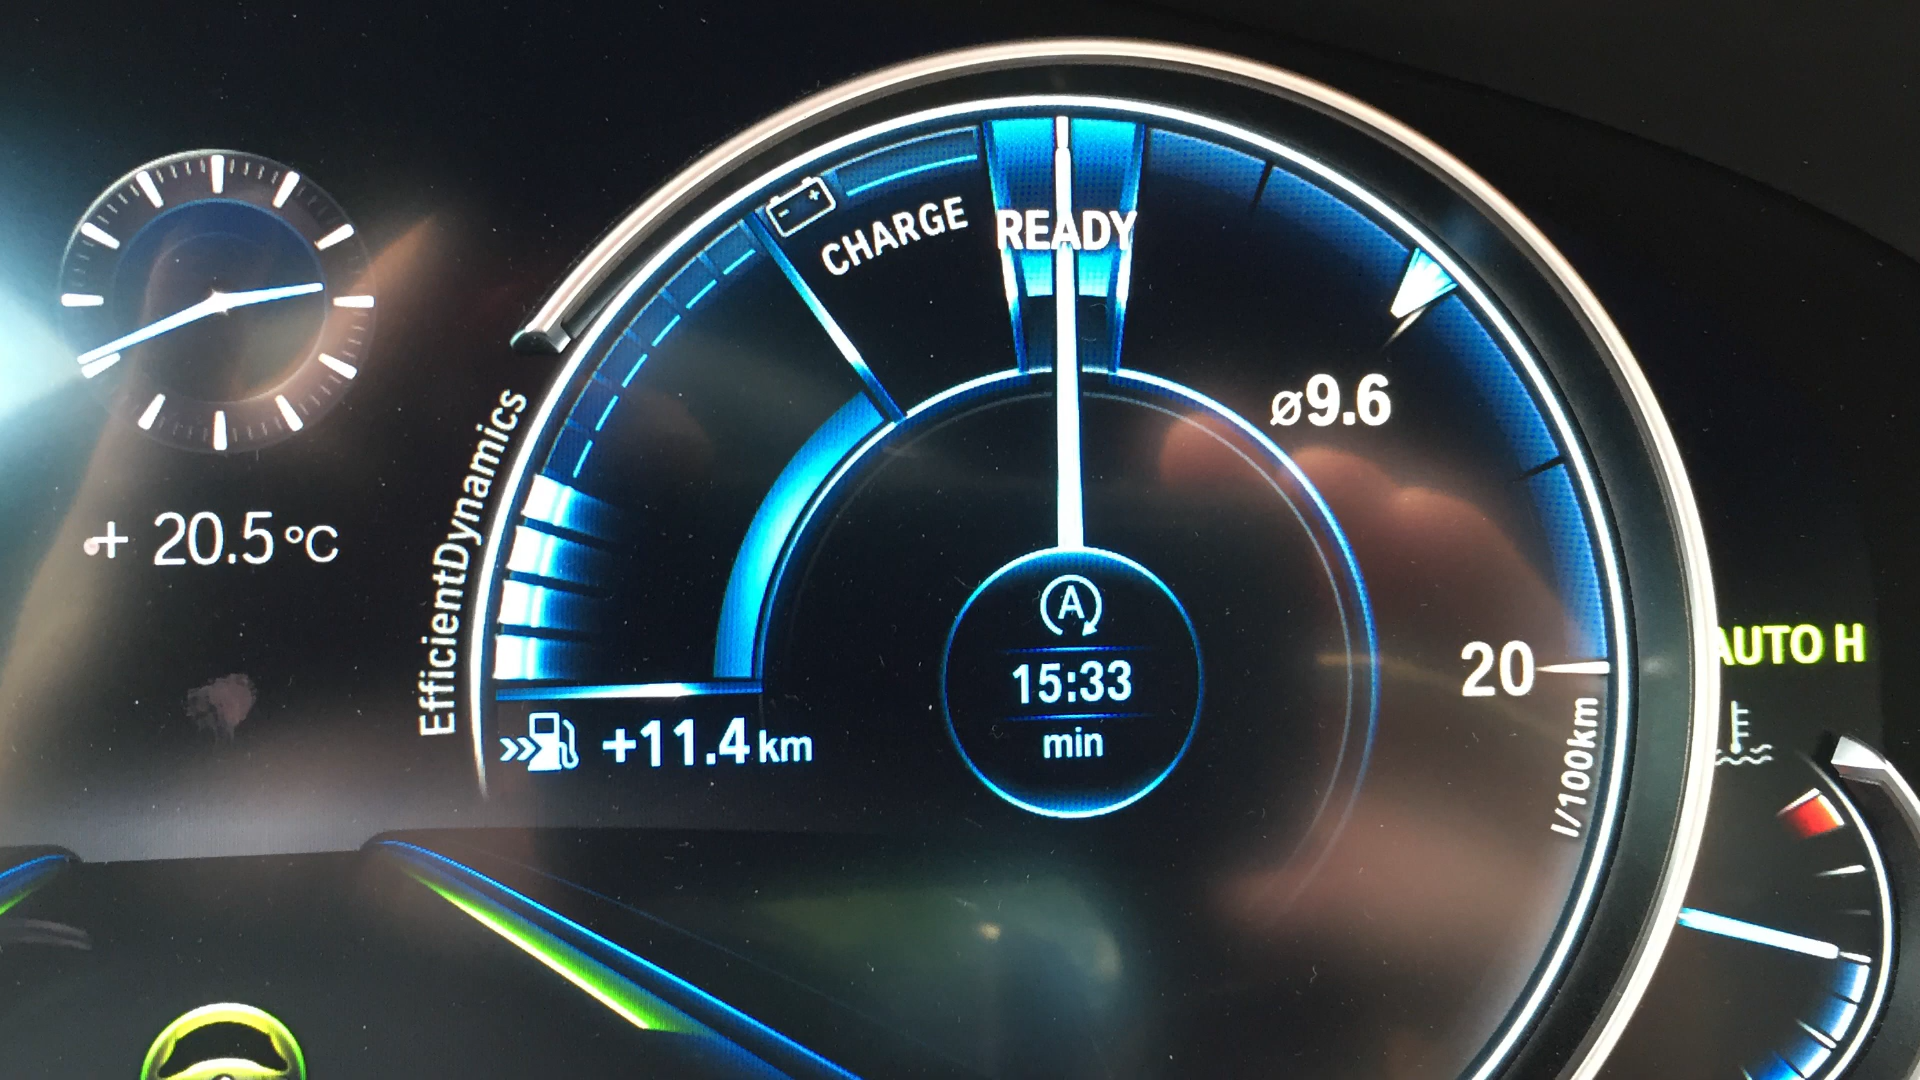 + 20.5 °C
EfficientDynamics
CHARGE
READY
ø9.6
20
l/100km
A
15:33
min
+11.4 km
AUTO H